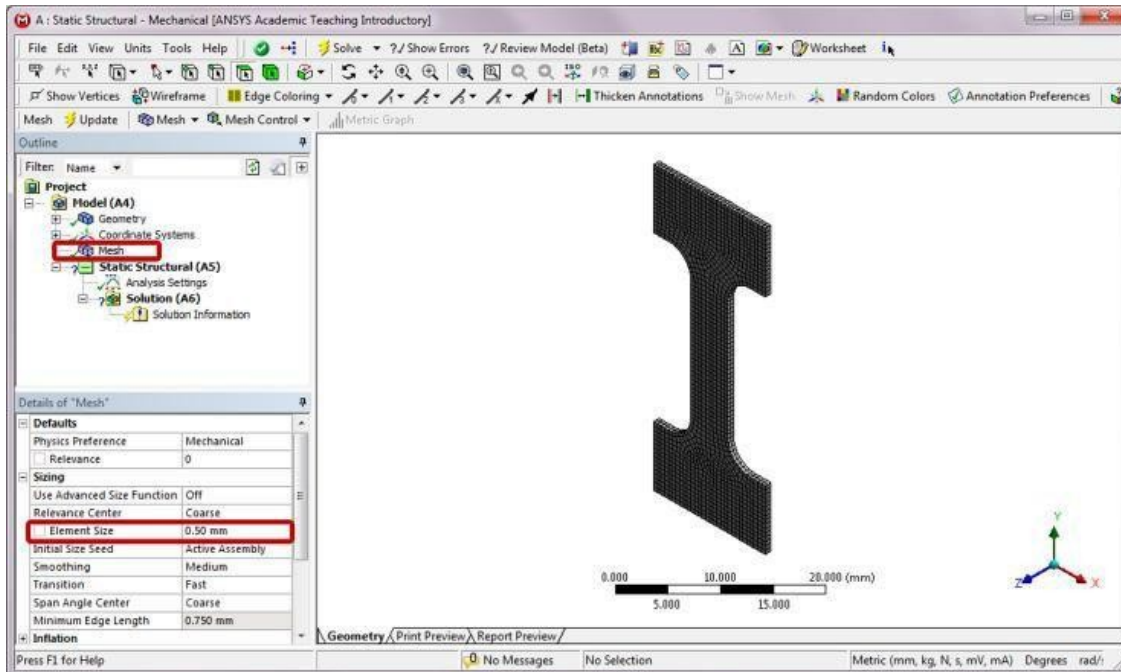 A : Static Structural - Mechanical [ANSYS Academic Teaching Introductory]
File Edit View Units Tools Help Solve ?/ Show Errors ?/ Review Model (Beta) A Worksheet
Show Vertices Wireframe Edge Coloring Thicken Annotations Show Mesh Random Colors Annotation Preferences
Mesh Update Mesh Mesh Control Metric Graph
Outline
Filter: Name
Project
Model (A4)
Geometry
Coordinate Systems
Mesh
Static Structural (A5)
Analysis Settings
Solution (A6)
Solution Information
Details of "Mesh"
Defaults
Physics Preference Mechanical
Relevance 0
Sizing
Use Advanced Size Function Off
Relevance Center Coarse
Element Size 0.50 mm
Initial Size Seed Active Assembly
Smoothing Medium
Transition Fast
Span Angle Center Coarse
Minimum Edge Length 0.750 mm
Inflation
0.000 10.000 20.000 (mm)
5.000 15.000
Y
Z X
Geometry Print Preview Report Preview
Press F1 for Help 0 No Messages No Selection Metric (mm, kg, N, s, mV, mA) Degrees rad/s